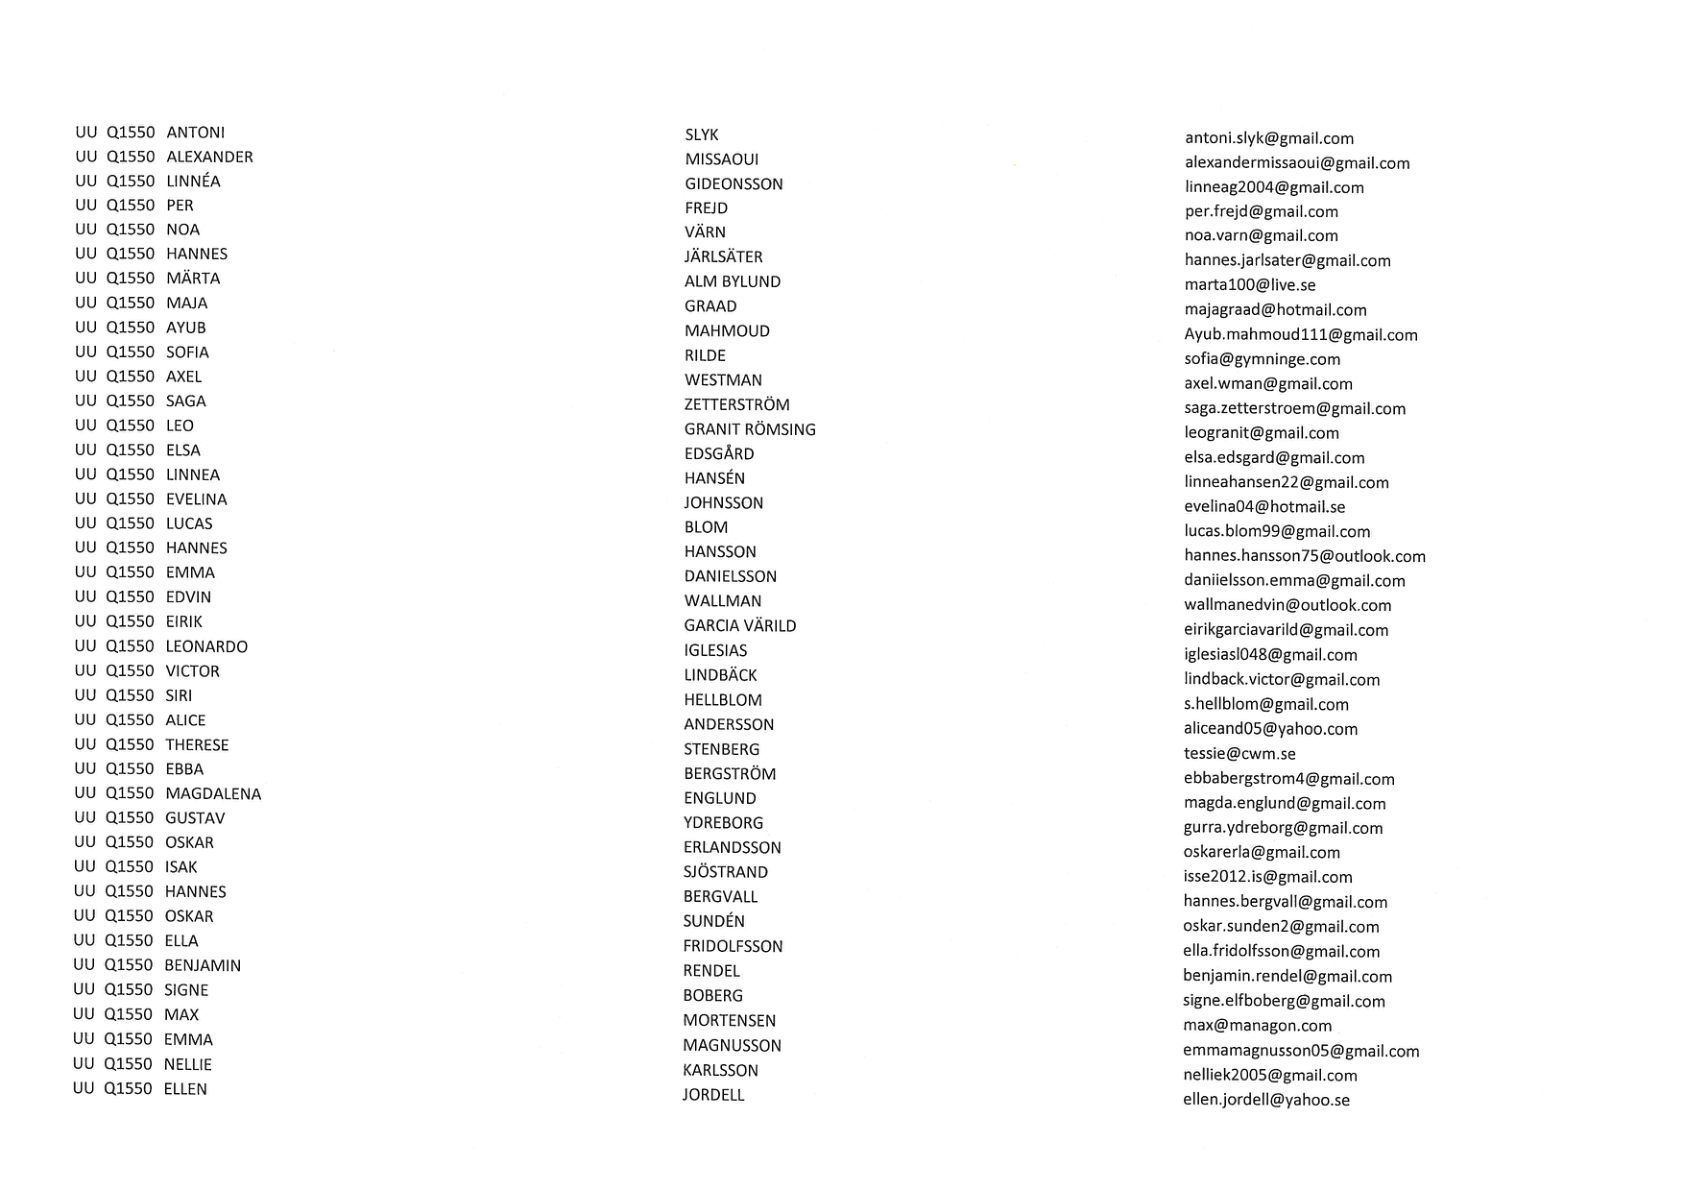 UU Q1550 ANTONI SLYK antoni.slyk@gmail.com
UU Q1550 ALEXANDER MISSAOUI alexandermissaoui@gmail.com
UU Q1550 LINNÉA GIDEONSSON linneag2004@gmail.com
UU Q1550 PER FREJD per.frejd@gmail.com
UU Q1550 NOA VÄRN noa.varn@gmail.com
UU Q1550 HANNES JÄRLSÄTER hannes.jarlsater@gmail.com
UU Q1550 MÄRTA ALM BYLUND marta100@live.se
UU Q1550 MAJA GRAAD majagraad@hotmail.com
UU Q1550 AYUB MAHMOUD Ayub.mahmoud111@gmail.com
UU Q1550 SOFIA RILDE sofia@gymninge.com
UU Q1550 AXEL WESTMAN axel.wman@gmail.com
UU Q1550 SAGA ZETTERSTRÖM saga.zetterstroem@gmail.com
UU Q1550 LEO GRANIT RÖMSING leogranit@gmail.com
UU Q1550 ELSA EDSGÅRD elsa.edsgard@gmail.com
UU Q1550 LINNEA HANSÉN linneahansen22@gmail.com
UU Q1550 EVELINA JOHNSSON evelina04@hotmail.se
UU Q1550 LUCAS BLOM lucas.blom99@gmail.com
UU Q1550 HANNES HANSSON hannes.hansson75@outlook.com
UU Q1550 EMMA DANIELSSON daniielsson.emma@gmail.com
UU Q1550 EDVIN WALLMAN wallmanedvin@outlook.com
UU Q1550 EIRIK GARCIA VÄRILD eirikgarciavarild@gmail.com
UU Q1550 LEONARDO IGLESIAS iglesiasl048@gmail.com
UU Q1550 VICTOR LINDBÄCK lindback.victor@gmail.com
UU Q1550 SIRI HELLBLOM s.hellblom@gmail.com
UU Q1550 ALICE ANDERSSON aliceand05@yahoo.com
UU Q1550 THERESE STENBERG tessie@cwm.se
UU Q1550 EBBA BERGSTRÖM ebbabergstrom4@gmail.com
UU Q1550 MAGDALENA ENGLUND magda.englund@gmail.com
UU Q1550 GUSTAV YDREBORG gurra.ydreborg@gmail.com
UU Q1550 OSKAR ERLANDSSON oskarerla@gmail.com
UU Q1550 ISAK SJÖSTRAND isse2012.is@gmail.com
UU Q1550 HANNES BERGVALL hannes.bergvall@gmail.com
UU Q1550 OSKAR SUNDÉN oskar.sunden2@gmail.com
UU Q1550 ELLA FRIDOLFSSON ella.fridolfsson@gmail.com
UU Q1550 BENJAMIN RENDEL benjamin.rendel@gmail.com
UU Q1550 SIGNE BOBERG signe.elfboberg@gmail.com
UU Q1550 MAX MORTENSEN max@managon.com
UU Q1550 EMMA MAGNUSSON emmamagnusson05@gmail.com
UU Q1550 NELLIE KARLSSON nelliek2005@gmail.com
UU Q1550 ELLEN JORDELL ellen.jordell@yahoo.se